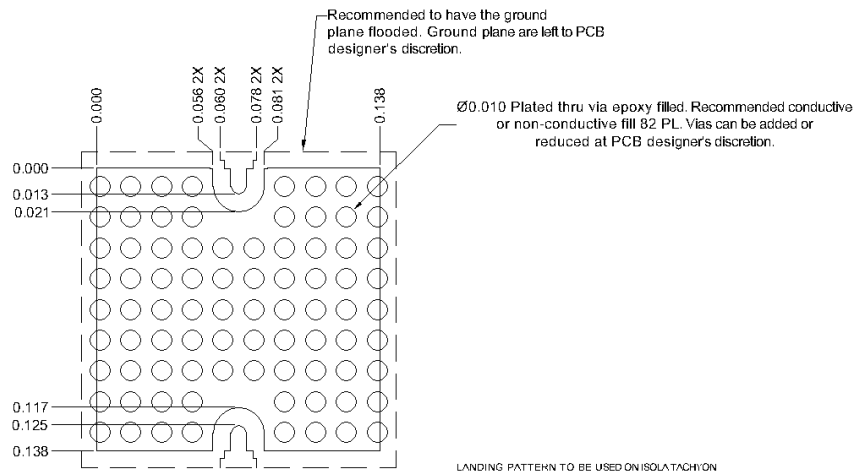 Recommended to have the ground
plane flooded. Ground plane are left to PCB
designer's discretion.
0.000
0.056 2X
0.060 2X
0.078 2X
0.081 2X
0.138
Ø0.010 Plated thru via epoxy filled. Recommended conductive
or non-conductive fill 82 PL. Vias can be added or
reduced at PCB designer's discretion.
0.000
0.013
0.021
0.117
0.125
0.138
LANDING PATTERN TO BE USED ON ISOLA TACHYON